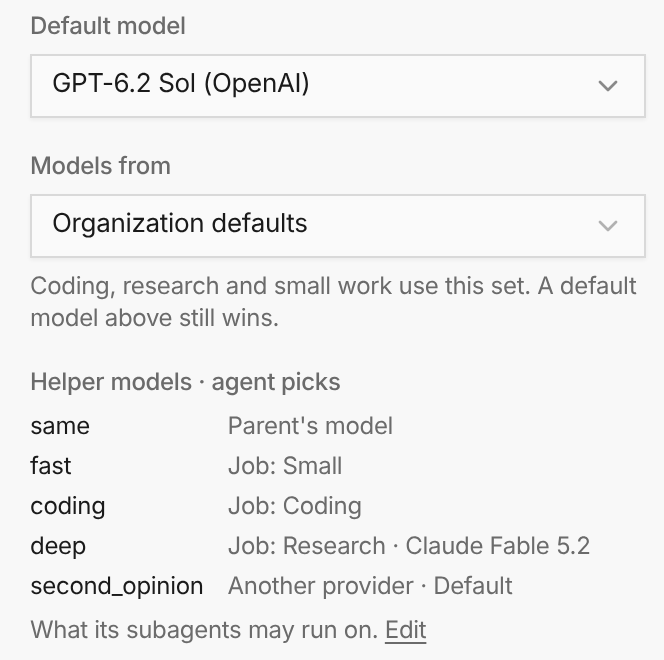 Default model
GPT-6.2 Sol (OpenAI)
Models from
Organization defaults
Coding, research and small work use this set. A default
model above still wins.
Helper models · agent picks
same Parent's model
fast Job: Small
coding Job: Coding
deep Job: Research · Claude Fable 5.2
second_opinion Another provider · Default
What its subagents may run on. Edit